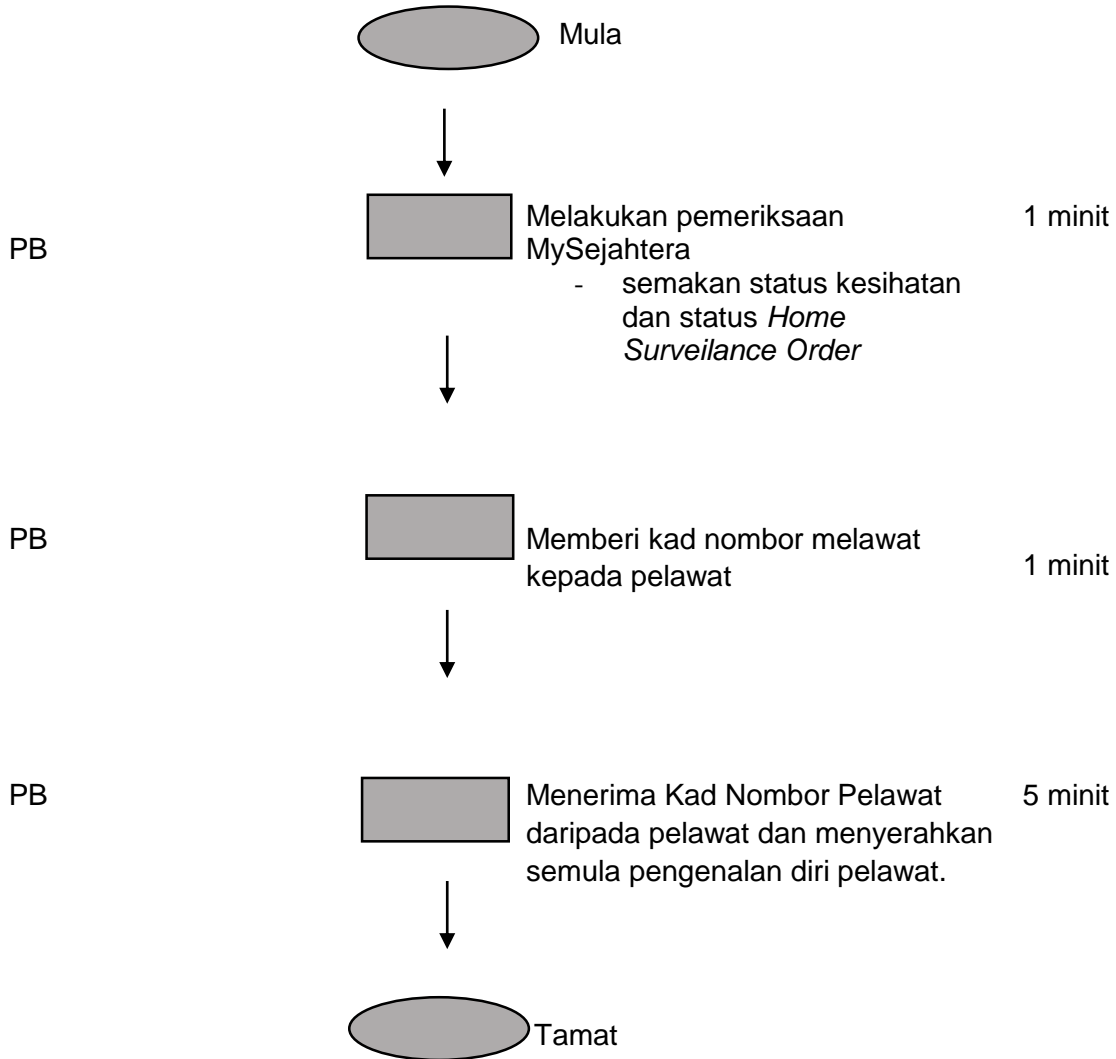 Mula
Melakukan pemeriksaan 1 minit
PB MySejahtera
- semakan status kesihatan
dan status Home
Surveilance Order
PB Memberi kad nombor melawat
kepada pelawat 1 minit
PB Menerima Kad Nombor Pelawat 5 minit
daripada pelawat dan menyerahkan
semula pengenalan diri pelawat.
Tamat